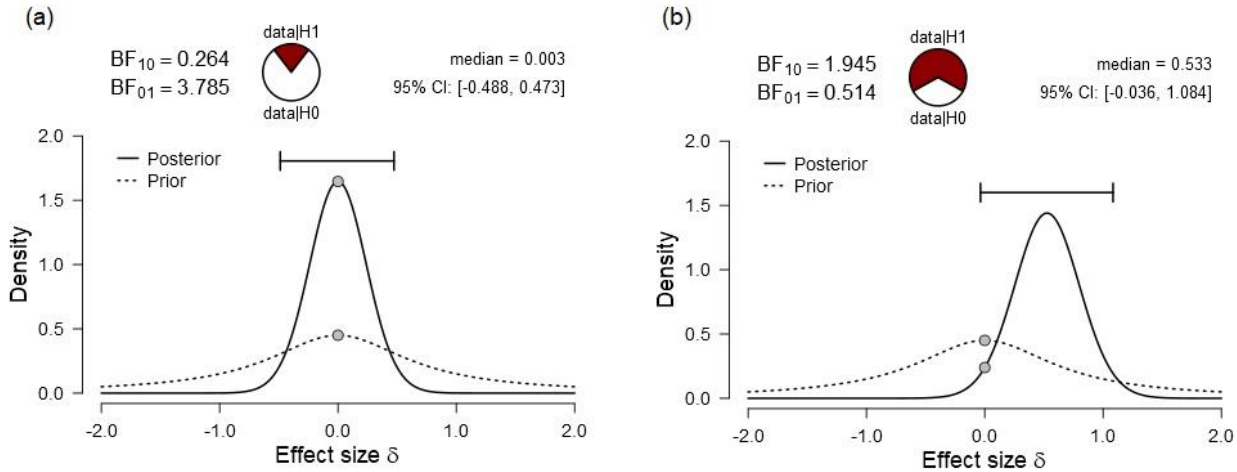 (a)
BF10 = 0.264
BF01 = 3.785
data|H1
data|H0
median = 0.003
95% CI: [-0.488, 0.473]
Posterior
Prior
Density
2.0
1.5
1.0
0.5
0.0
-2.0 -1.0 0.0 1.0 2.0
Effect size δ
(b)
BF10 = 1.945
BF01 = 0.514
data|H1
data|H0
median = 0.533
95% CI: [-0.036, 1.084]
Posterior
Prior
Density
2.0
1.5
1.0
0.5
0.0
-2.0 -1.0 0.0 1.0 2.0
Effect size δ